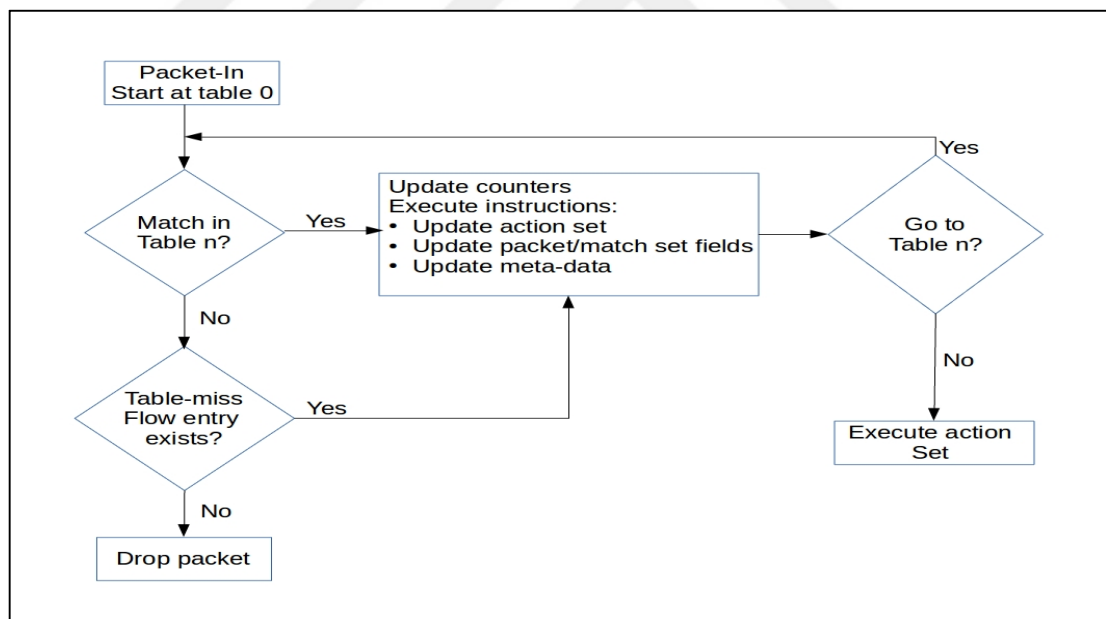 Packet-In
Start at table 0
Yes
Match in
Table n?
Yes
Update counters
Execute instructions:
• Update action set
• Update packet/match set fields
• Update meta-data
Go to
Table n?
No
No
Table-miss
Flow entry
exists?
Yes
Execute action
Set
No
Drop packet